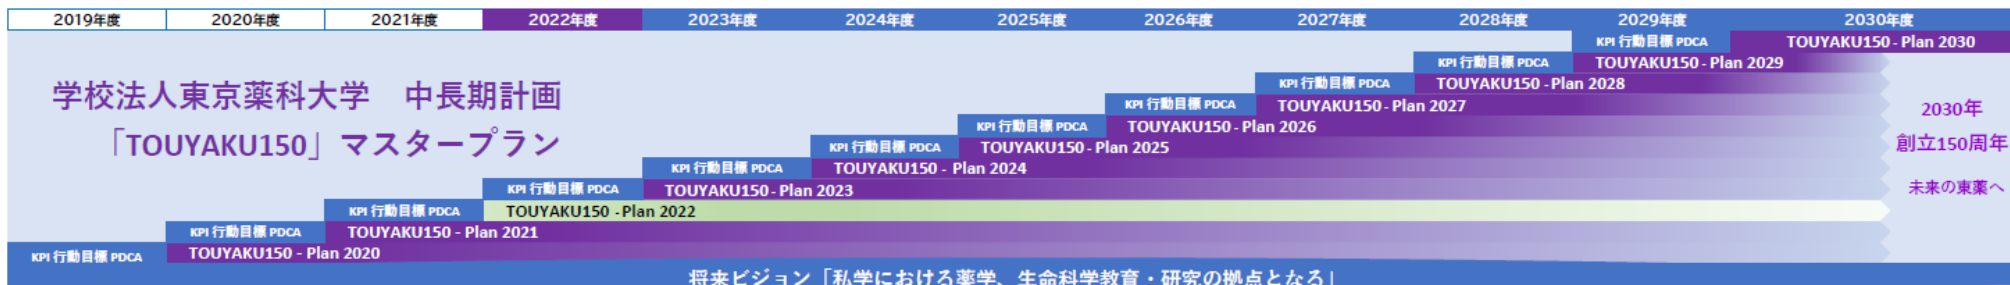 2019年度 2020年度 2021年度 2022年度 2023年度 2024年度 2025年度 2026年度 2027年度 2028年度 2029年度 2030年度
KPI 行動目標 PDCA TOUYAKU150 - Plan 2030
KPI 行動目標 PDCA TOUYAKU150 - Plan 2029
KPI 行動目標 PDCA TOUYAKU150 - Plan 2028
KPI 行動目標 PDCA TOUYAKU150 - Plan 2027
KPI 行動目標 PDCA TOUYAKU150 - Plan 2026
KPI 行動目標 PDCA TOUYAKU150 - Plan 2025
KPI 行動目標 PDCA TOUYAKU150 - Plan 2024
KPI 行動目標 PDCA TOUYAKU150 - Plan 2023
KPI 行動目標 PDCA TOUYAKU150 - Plan 2022
KPI 行動目標 PDCA TOUYAKU150 - Plan 2021
KPI 行動目標 PDCA TOUYAKU150 - Plan 2020
学校法人東京薬科大学 中長期計画
「TOUYAKU150」マスタープラン
2030年
創立150周年
未来の東薬へ
将来ビジョン「私学における薬学、生命科学教育・研究の拠点となる」